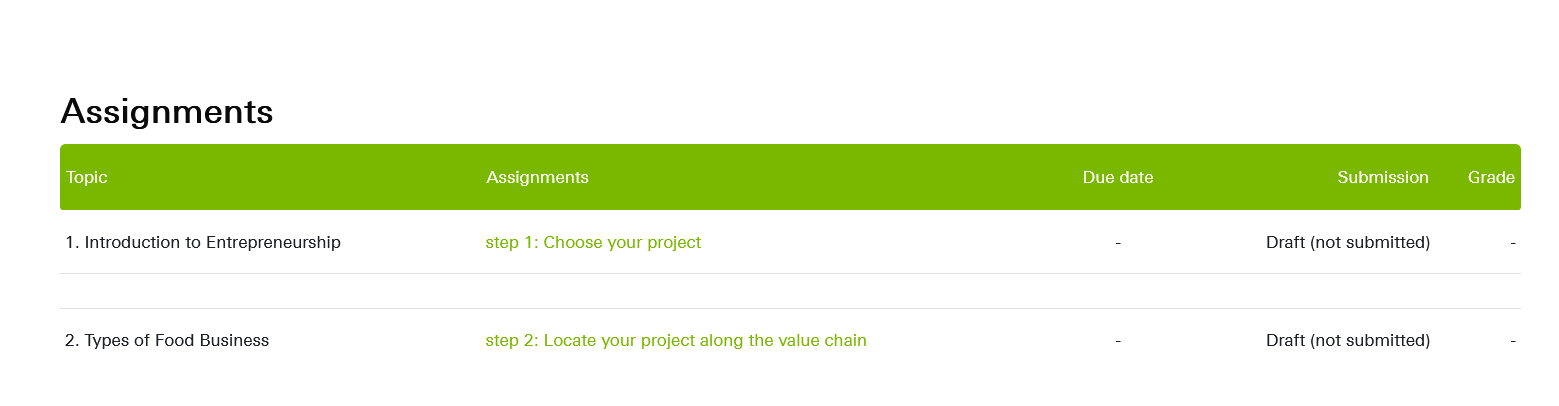 Assignments
Topic Assignments Due date Submission Grade
1. Introduction to Entrepreneurship step 1: Choose your project - Draft (not submitted) -
2. Types of Food Business step 2: Locate your project along the value chain - Draft (not submitted) -